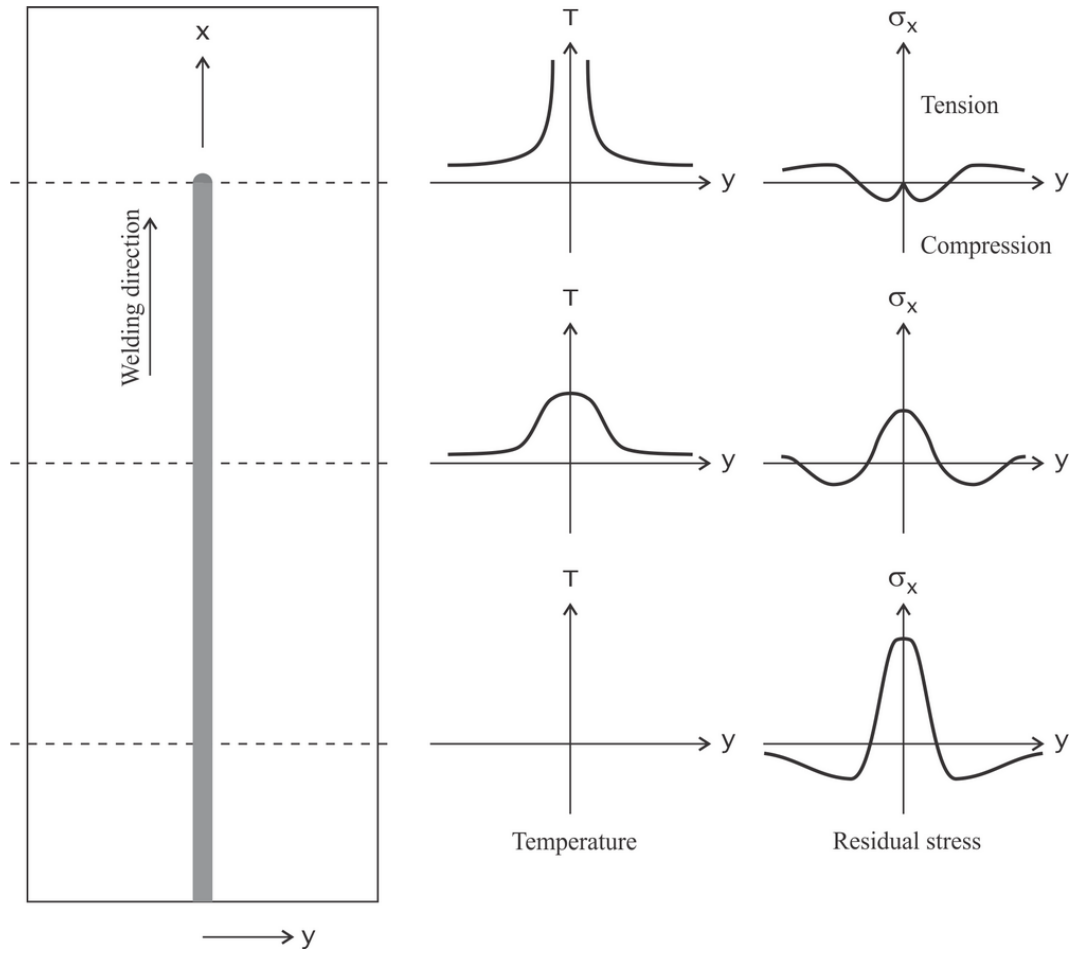 x
Welding direction
y
T
y
σx
Tension
y
Compression
T
y
σx
y
T
y
Temperature
σx
y
Residual stress